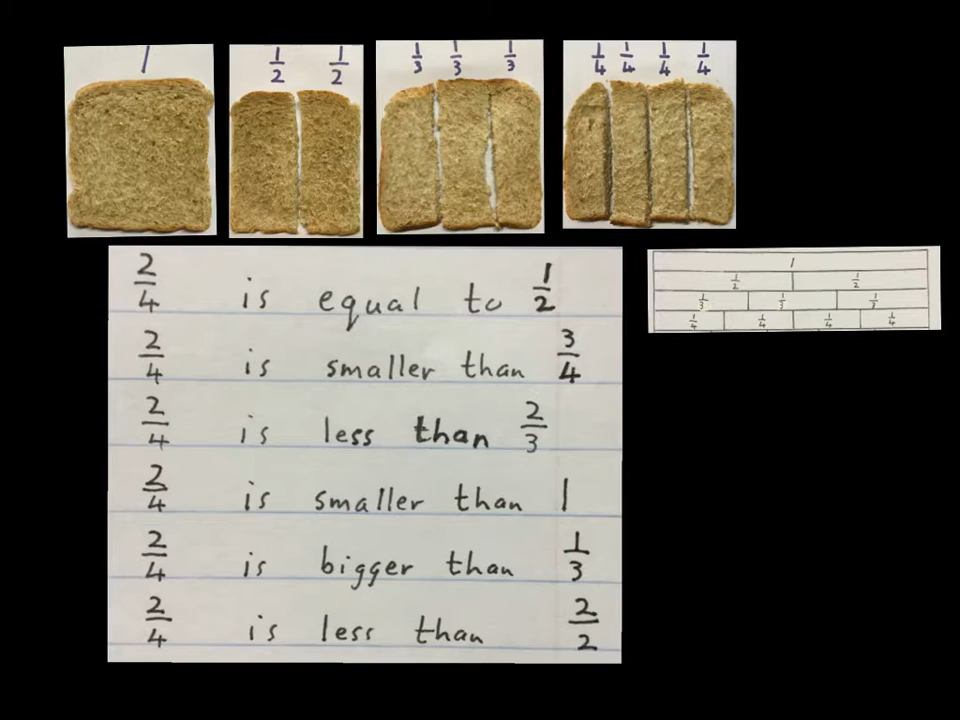 1
1/2 1/2
1/3 1/3 1/3
1/4 1/4 1/4 1/4
2/4 is equal to 1/2
2/4 is smaller than 3/4
2/4 is less than 2/3
2/4 is smaller than 1
2/4 is bigger than 1/3
2/4 is less than 2/2
1
1/2 1/2
1/3 1/3 1/3
1/4 1/4 1/4 1/4